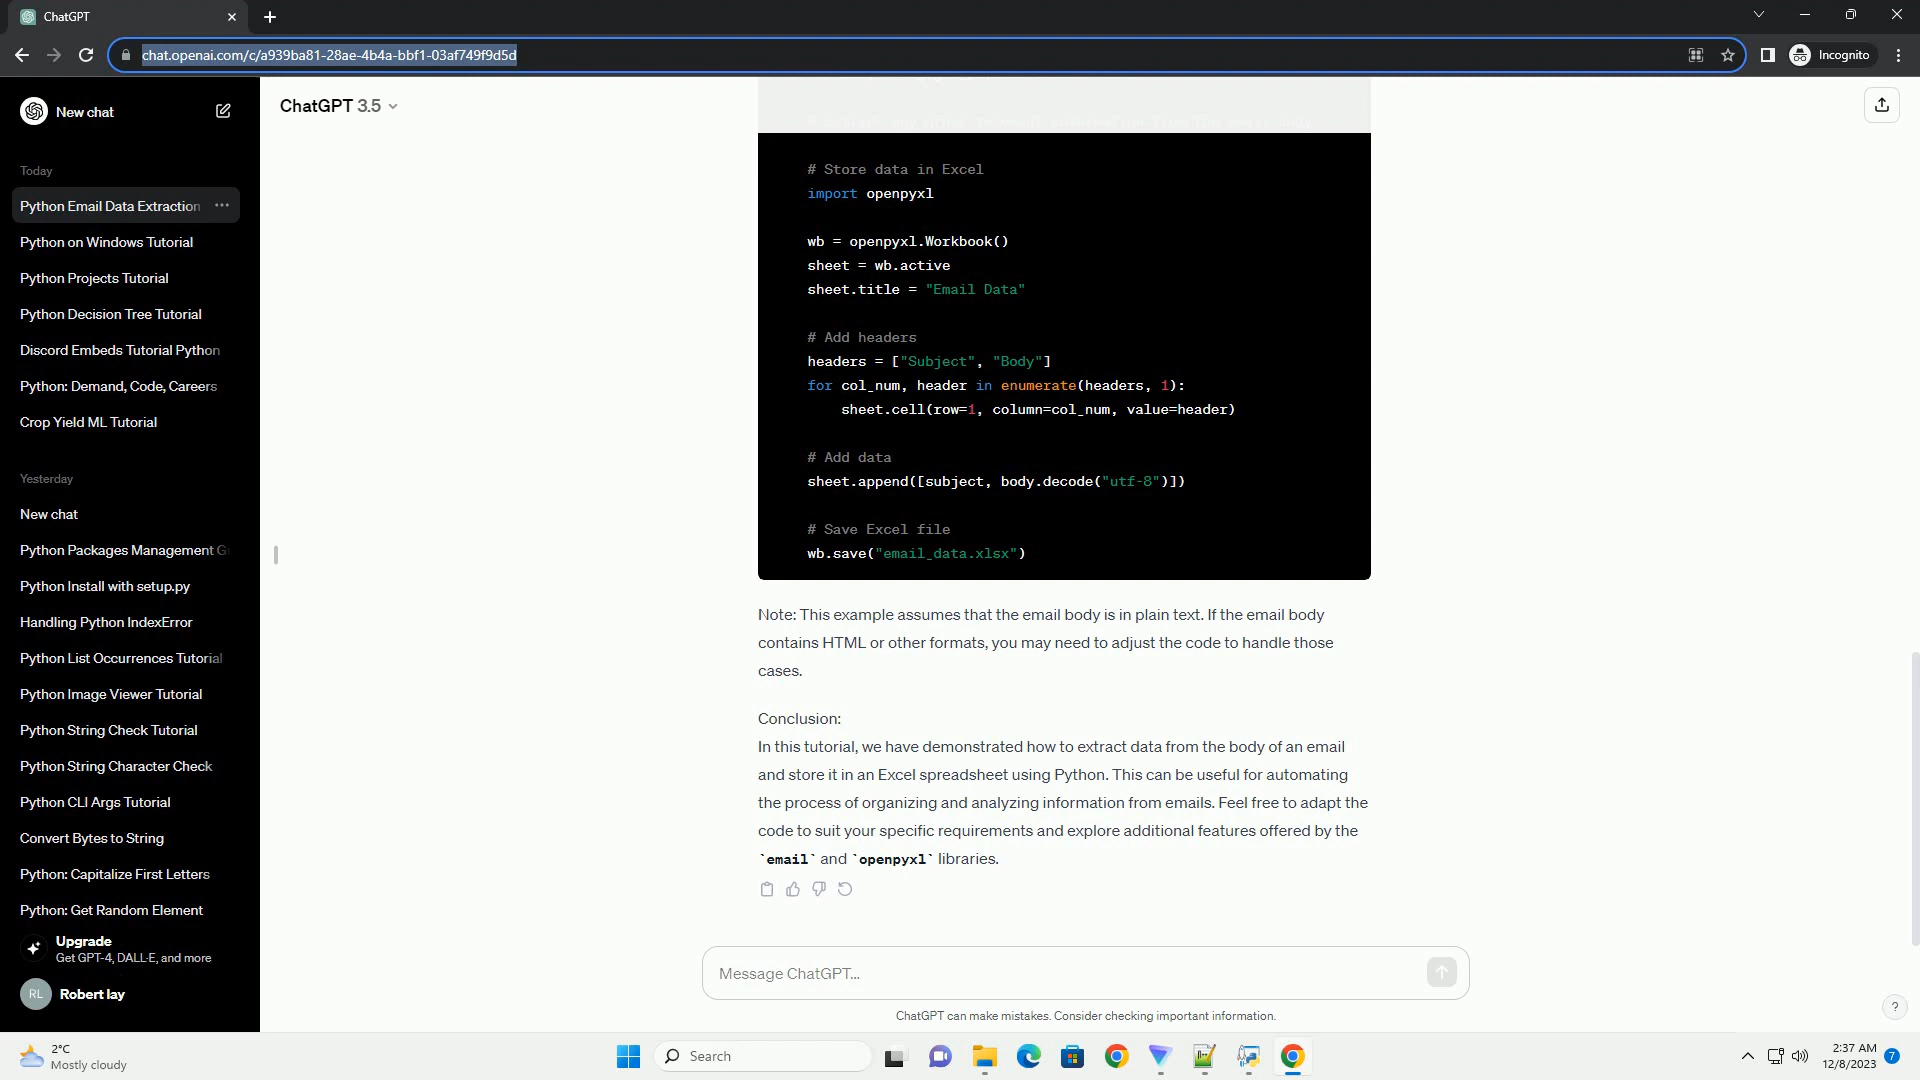 ChatGPT
chat.openai.com/c/a939ba81-28ae-4b4a-bbf1-03af749f9d5d
Incognito
New chat
Today
Python Email Data Extraction
Python on Windows Tutorial
Python Projects Tutorial
Python Decision Tree Tutorial
Discord Embeds Tutorial Python
Python: Demand, Code, Careers
Crop Yield ML Tutorial
Yesterday
New chat
Python Packages Management
Python Install with setup.py
Handling Python IndexError
Python List Occurrences Tutorial
Python Image Viewer Tutorial
Python String Check Tutorial
Python String Character Check
Python CLI Args Tutorial
Convert Bytes to String
Python: Capitalize First Letters
Python: Get Random Element
Upgrade
Get GPT-4, DALL·E, and more
RL
Robert lay
ChatGPT 3.5
# Store data in Excel
import openpyxl
wb = openpyxl.Workbook()
sheet = wb.active
sheet.title = "Email Data"
# Add headers
headers = ["Subject", "Body"]
for col_num, header in enumerate(headers, 1):
sheet.cell(row=1, column=col_num, value=header)
# Add data
sheet.append([subject, body.decode("utf-8")])
# Save Excel file
wb.save("email_data.xlsx")
Note: This example assumes that the email body is in plain text. If the email body
contains HTML or other formats, you may need to adjust the code to handle those
cases.
Conclusion:
In this tutorial, we have demonstrated how to extract data from the body of an email
and store it in an Excel spreadsheet using Python. This can be useful for automating
the process of organizing and analyzing information from emails. Feel free to adapt the
code to suit your specific requirements and explore additional features offered by the
`email` and `openpyxl` libraries.
Message ChatGPT...
ChatGPT can make mistakes. Consider checking important information.
?
2°C
Mostly cloudy
Search
2:37 AM
12/8/2023
7